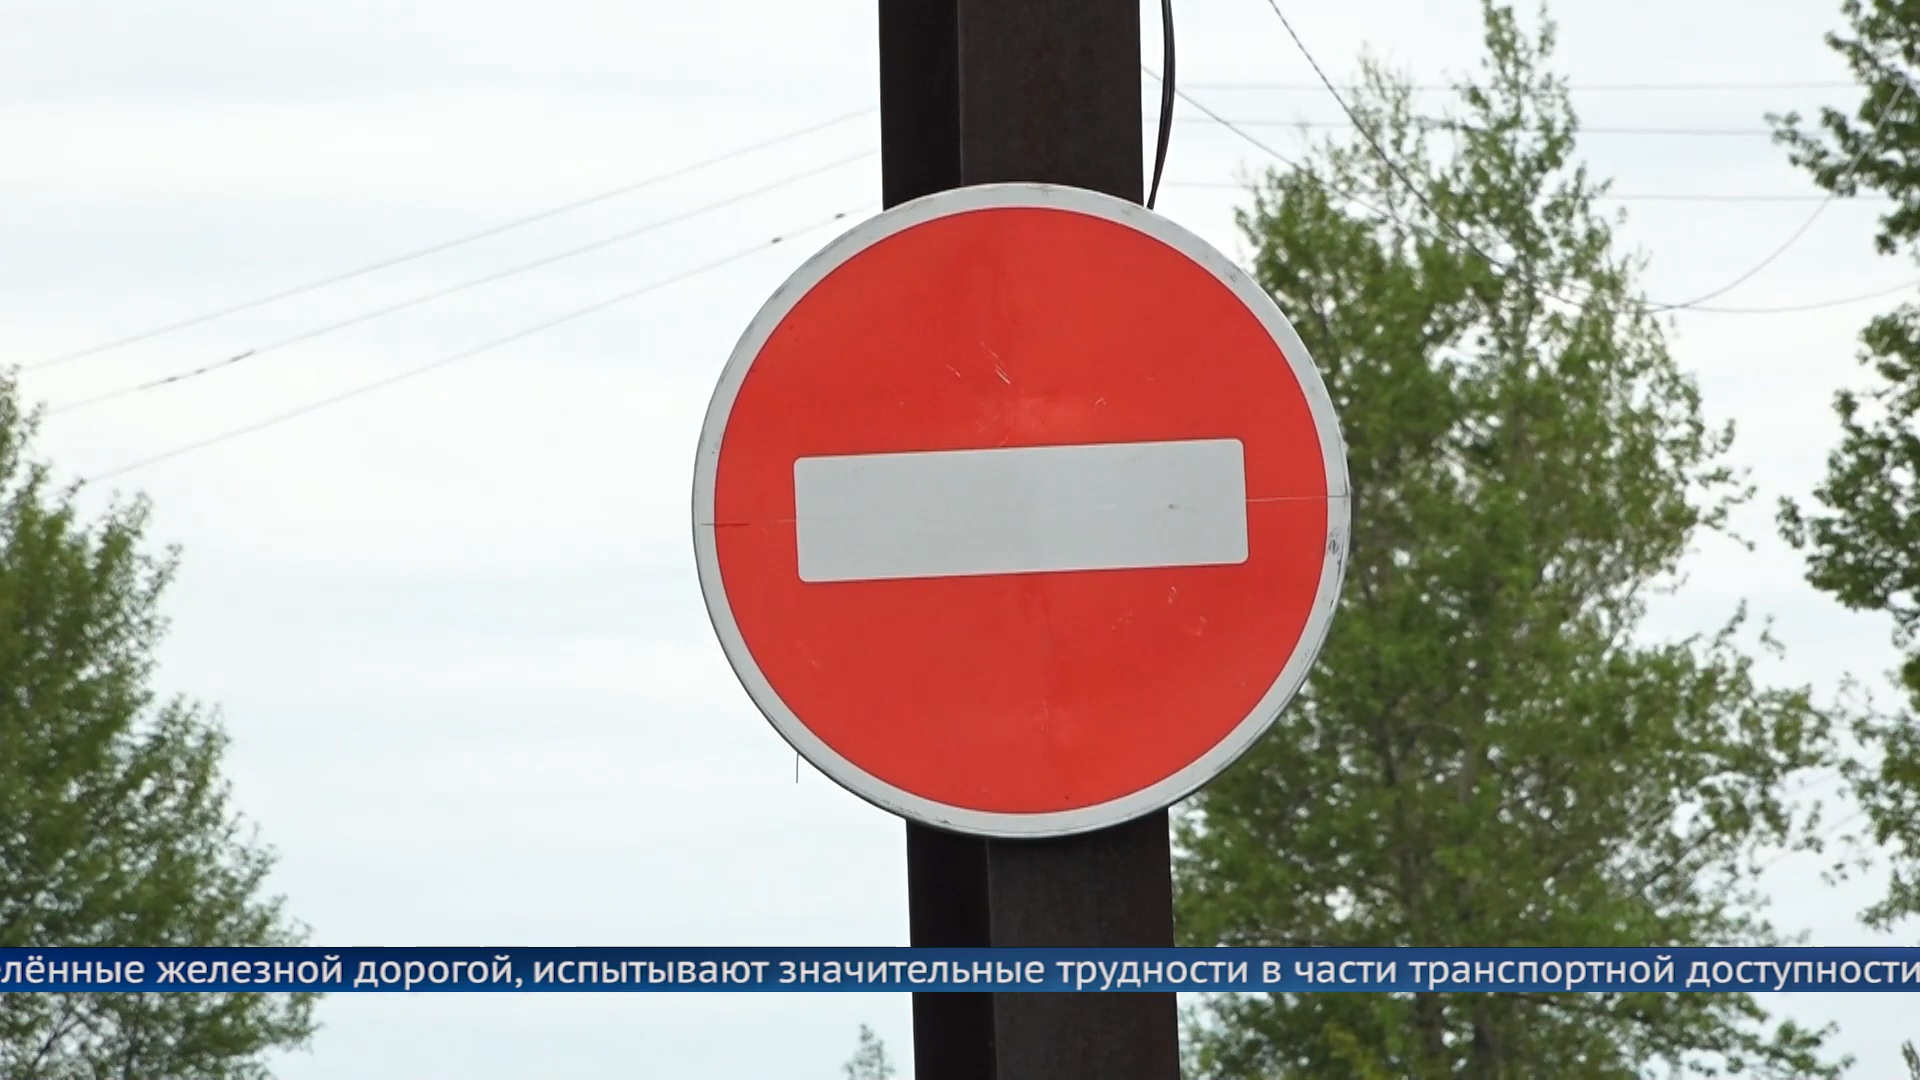 лённые железной дорогой, испытывают значительные трудности в части транспортной доступности